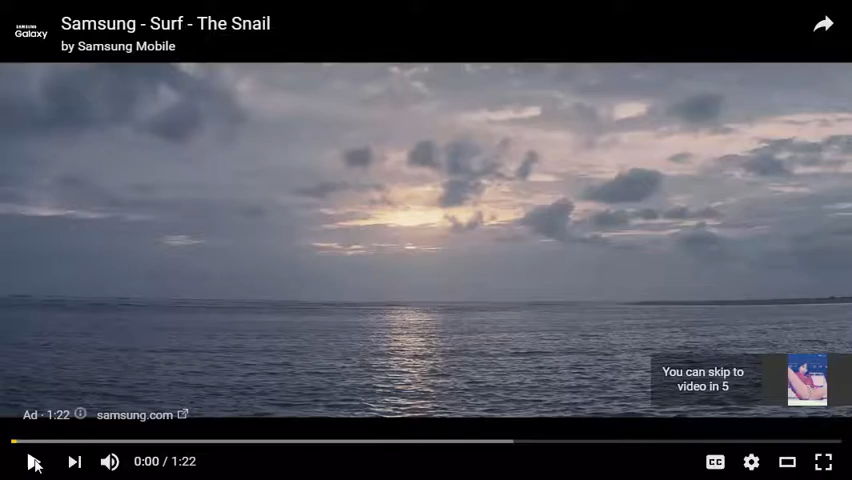 SAMSUNG
Galaxy
Samsung - Surf - The Snail
by Samsung Mobile
You can skip to
video in 5
Ad · 1:22
samsung.com
0:00 / 1:22
CC